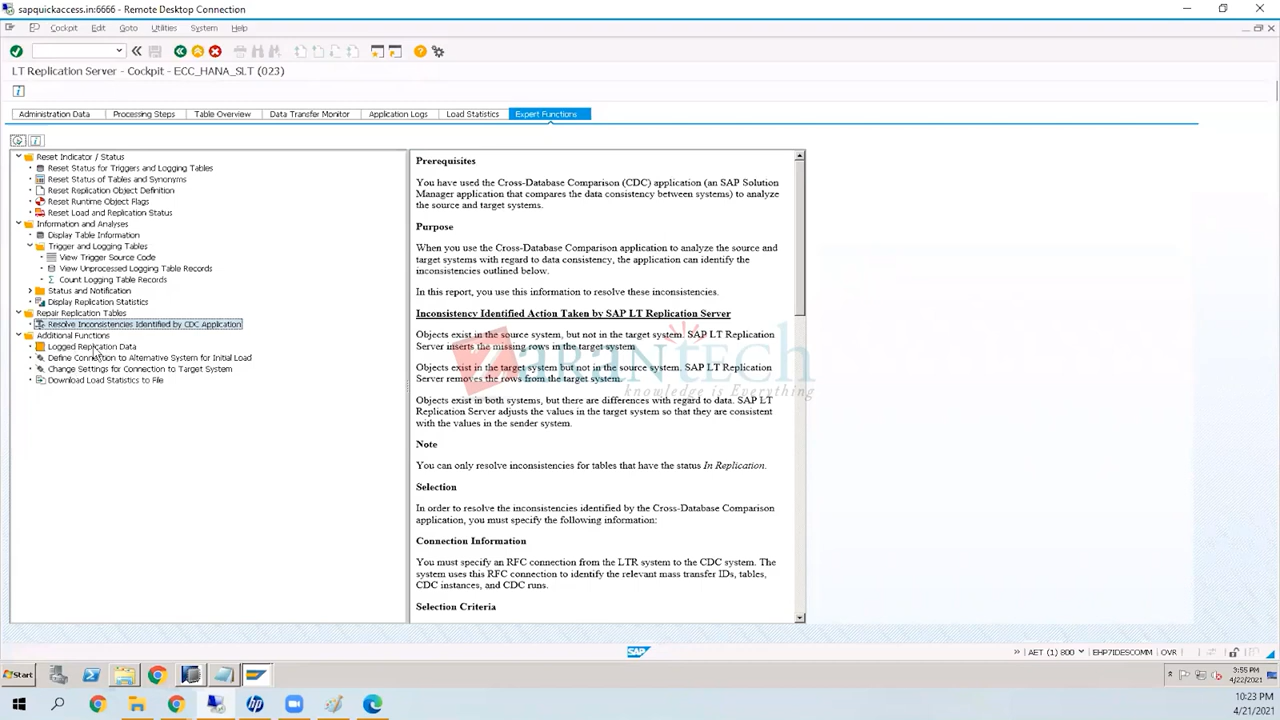 sapquickaccess.in:6666 - Remote Desktop Connection
Cockpit Edit Goto Utilities System Help
LT Replication Server - Cockpit - ECC_HANA_SLT (023)
Administration Data Processing Steps Table Overview Data Transfer Monitor Application Logs Load Statistics Expert Functions
Reset Indicator / Status
Reset Status for Triggers and Logging Tables
Reset Status of Tables and Synonyms
Reset Replication Object Definition
Reset Runtime Object Flags
Reset Load and Replication Status
Information and Analyses
Display Table Information
Trigger and Logging Tables
View Trigger Source Code
View Unprocessed Logging Table Records
Count Logging Table Records
Status and Notification
Display Replication Statistics
Repair Replication Tables
Resolve Inconsistencies Identified by CDC Application
Additional Functions
Logged Replication Data
Define Connection to Alternative System for Initial Load
Change Settings for Connection to Target System
Download Load Statistics to File
Prerequisites
You have used the Cross-Database Comparison (CDC) application (an SAP Solution
Manager application that compares the data consistency between systems) to analyze
the source and target systems.
Purpose
When you use the Cross-Database Comparison application to analyze the source and
target systems with regard to data consistency, the application can identify the
inconsistencies outlined below.
In this report, you use this information to resolve these inconsistencies.
Inconsistency Identified Action Taken by SAP LT Replication Server
Objects exist in the source system, but not in the target system. SAP LT Replication
Server inserts the missing rows in the target system.
Objects exist in the target system but not in the source system. SAP LT Replication
Server removes the rows from the target system.
Objects exist in both systems, but there are differences with regard to data. SAP LT
Replication Server adjusts the values in the target system so that they are consistent
with the values in the sender system.
Note
You can only resolve inconsistencies for tables that have the status In Replication.
Selection
In order to resolve the inconsistencies identified by the Cross-Database Comparison
application, you must specify the following information:
Connection Information
You must specify an RFC connection from the LTR system to the CDC system. The
system uses this RFC connection to identify the relevant mass transfer IDs, tables,
CDC instances, and CDC runs.
Selection Criteria
zarantech
knowledge is Everything
SAP
» AET (1) 800 EHP7IDESCOMM OVR
Start
9:55 PM
4/22/2021
10:23 PM
4/21/2021